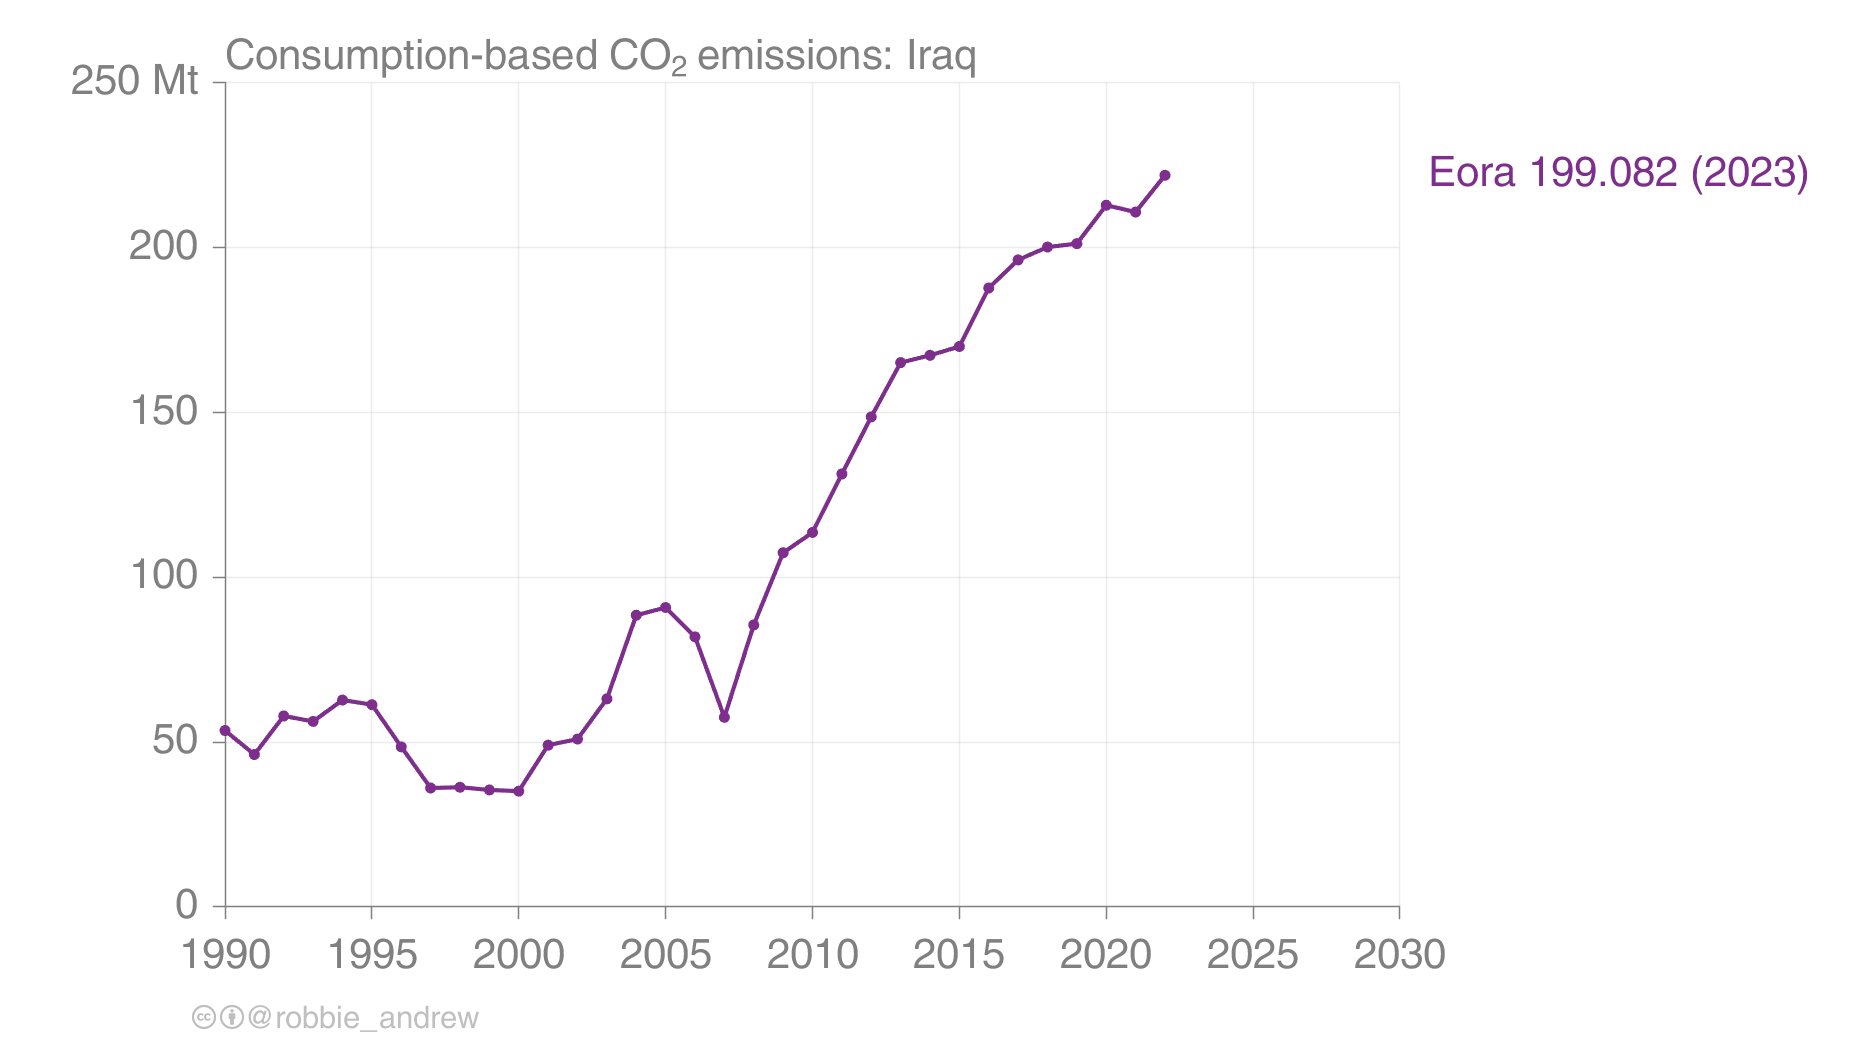 Consumption-based CO₂ emissions: Iraq
250 Mt
200
150
100
50
0
1990 1995 2000 2005 2010 2015 2020 2025 2030
Eora 199.082 (2023)
cc @robbie_andrew